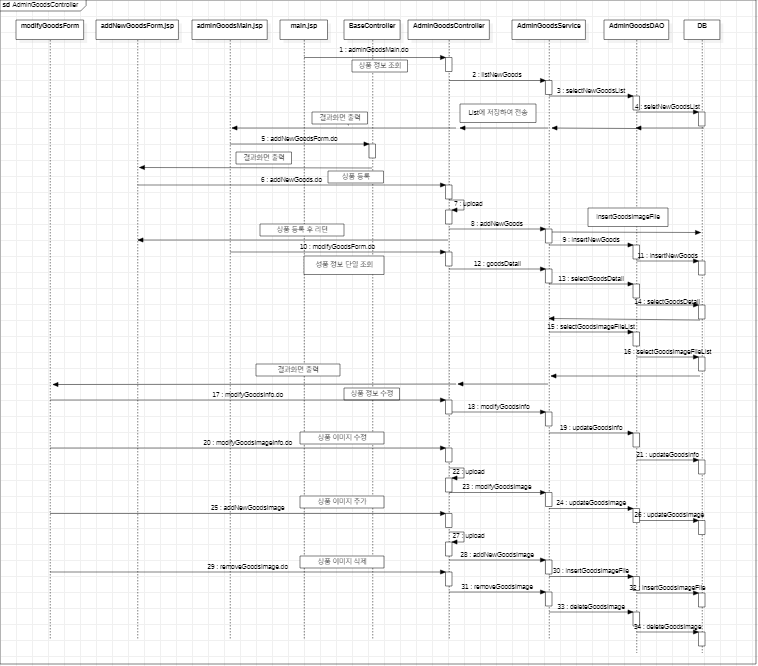 sd AdminGoodsController
modifyGoodsForm
addNewGoodsForm.jsp
adminGoodsMain.jsp
main.jsp
BaseController
AdminGoodsController
AdminGoodsService
AdminGoodsDAO
DB
1 : adminGoodsMain.do
상품 정보 조회
2 : listNewGoods
3 : selectNewGoodsList
4 : seletNewGoodsList
List에 저장하여 전송
결과화면 출력
5 : addNewGoodsForm.do
결과화면 출력
6 : addNewGoods.do
상품 등록
7 : upload
insertGoodsImageFile
8 : addNewGoods
상품 등록 후 리턴
9 : insertNewGoods
10 : modifyGoodsForm.do
11 : insertNewGoods
12 : goodsDetail
13 : selectGoodsDetail
14 : selectGoodsDetail
15 : selectGoodsImageFileList
16 : selectGoodsImageFileList
결과화면 출력
17 : modifyGoodsInfo.do
상품 정보 수정
18 : modifyGoodsInfo
19 : updateGoodsInfo
상품 이미지 수정
20 : modifyGoodsImageInfo.do
21 : updateGoodsInfo
22 : upload
23 : modifyGoodsImage
상품 이미지 추가
24 : updateGoodsImage
25 : addNewGoodsImage
26 : updateGoodsImage
27 : upload
28 : addNewGoodsImage
상품 이미지 삭제
29 : removeGoodsImage.do
30 : insertGoodsImageFile
31 : removeGoodsImage
32 : insertGoodsImageFile
33 : deleteGoodsImage
34 : deleteGoodsImage